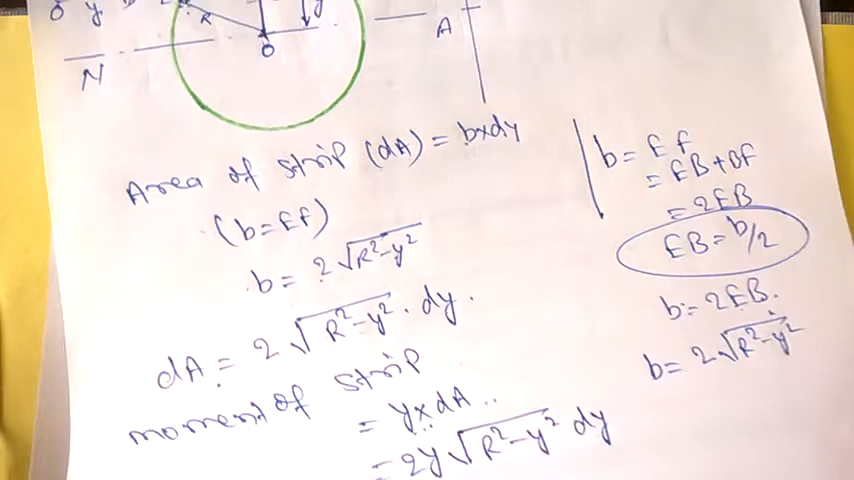 y
R
y
O
N
A
Area of strip (dA) = b×dy
(b=EF)
b = 2√R²-y²
dA = 2√R²-y² . dy.
moment of strip
= y×dA ..
= 2y√R²-y² dy
b = EF
= EB+BF
= 2EB
EB = b/2
b = 2EB.
b = 2√R²-y²